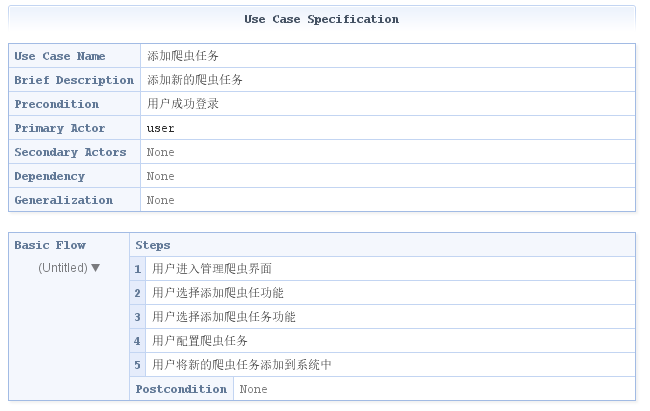 Use Case Specification
Use Case Name 添加爬虫任务
Brief Description 添加新的爬虫任务
Precondition 用户成功登录
Primary Actor user
Secondary Actors None
Dependency None
Generalization None
Basic Flow Steps
(Untitled) ▼
1 用户进入管理爬虫界面
2 用户选择添加爬虫任功能
3 用户选择添加爬虫任务功能
4 用户配置爬虫任务
5 用户将新的爬虫任务添加到系统中
Postcondition None